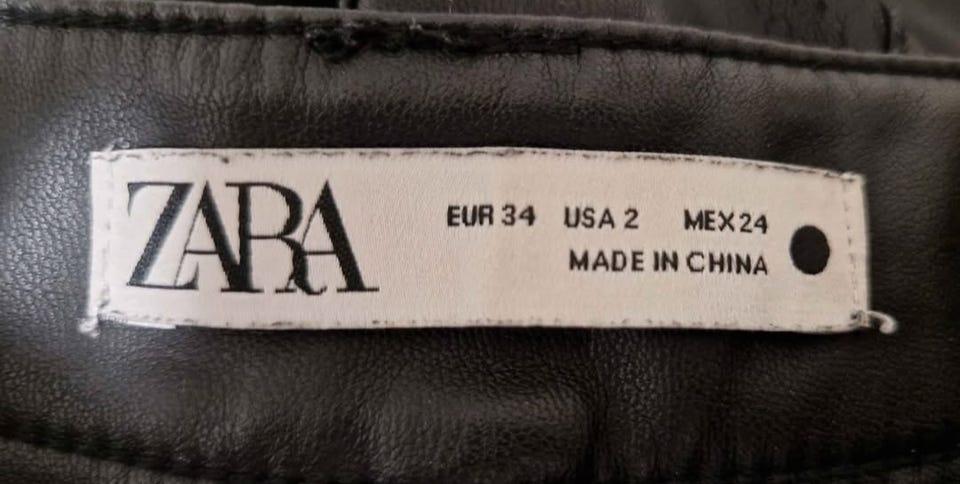 ZARA
EUR 34 USA 2 MEX 24
MADE IN CHINA